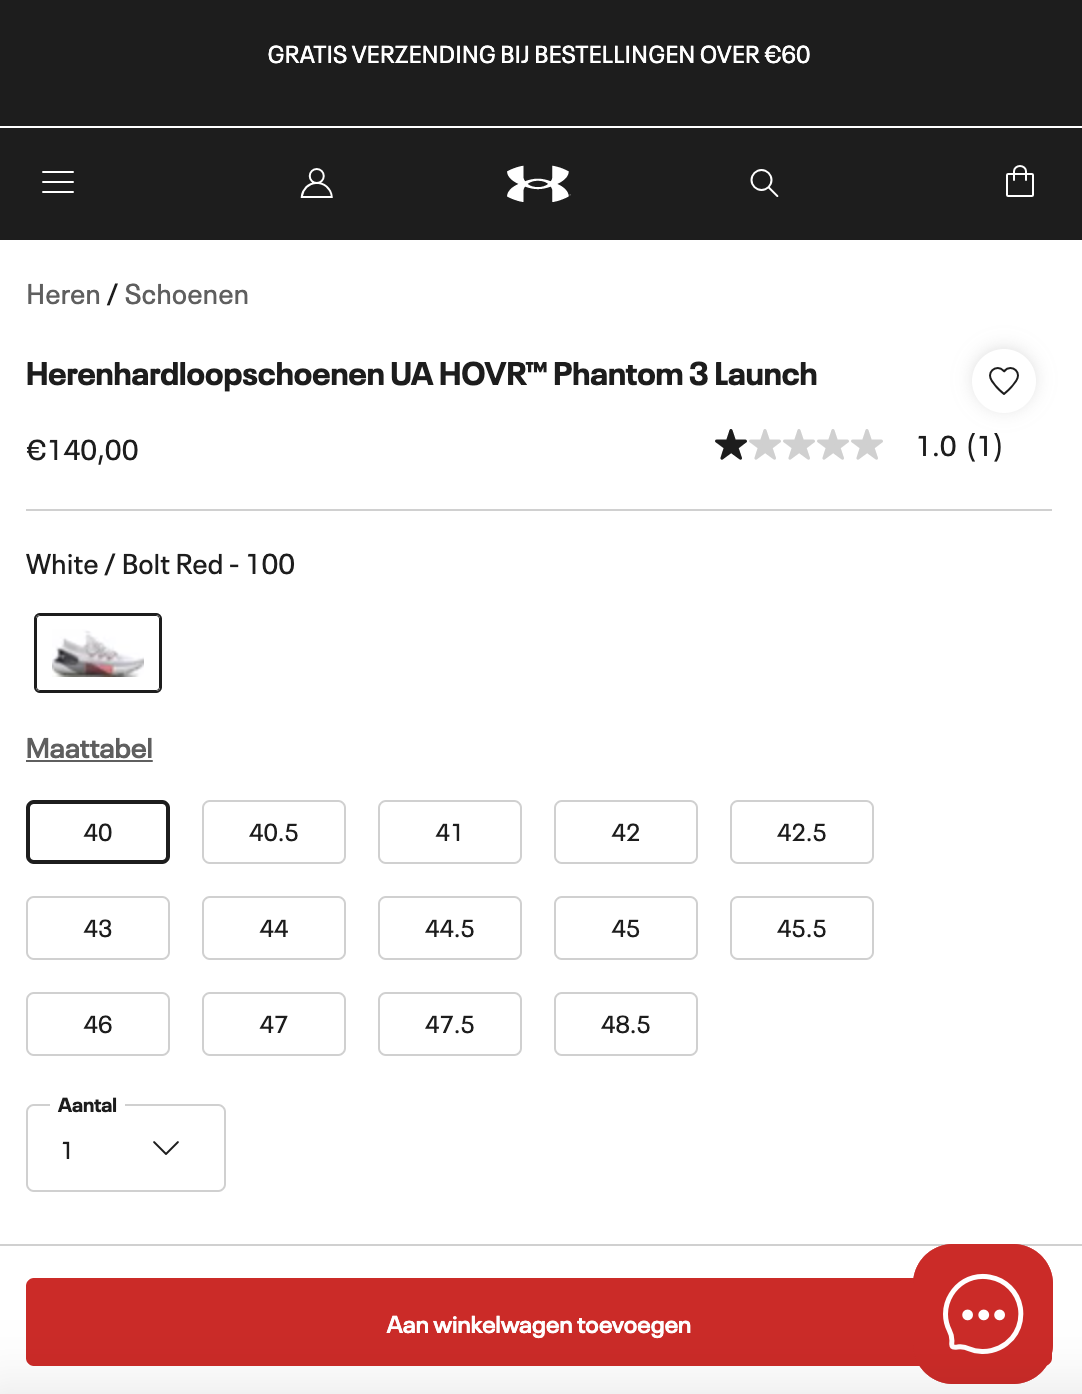 GRATIS VERZENDING BIJ BESTELLINGEN OVER €60
Heren / Schoenen
Herenhardloopschoenen UA HOVR™ Phantom 3 Launch
€140,00
1.0 (1)
White / Bolt Red - 100
Maattabel
40 40.5 41 42 42.5
43 44 44.5 45 45.5
46 47 47.5 48.5
Aantal
1
Aan winkelwagen toevoegen